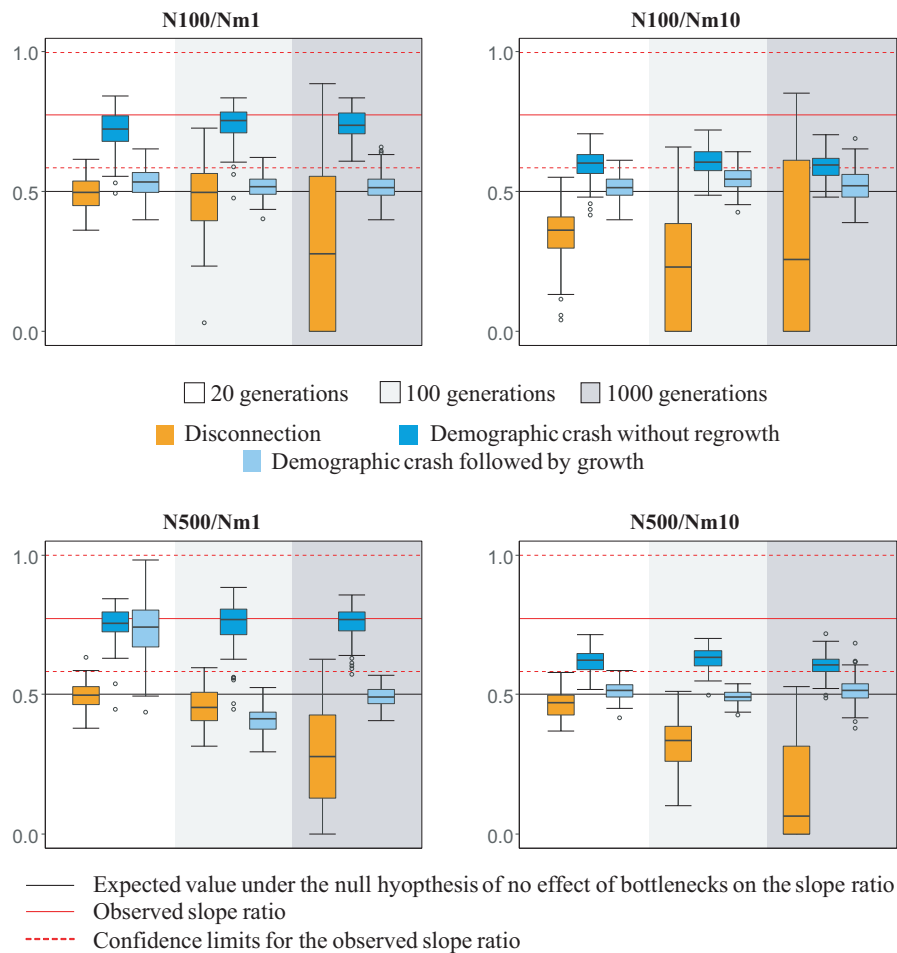 N100/Nm1
N100/Nm10
1.0
0.5
0.0
1.0
0.5
0.0
20 generations
100 generations
1000 generations
Disconnection
Demographic crash without regrowth
Demographic crash followed by growth
N500/Nm1
N500/Nm10
1.0
0.5
0.0
1.0
0.5
0.0
Expected value under the null hyopthesis of no effect of bottlenecks on the slope ratio
Observed slope ratio
Confidence limits for the observed slope ratio